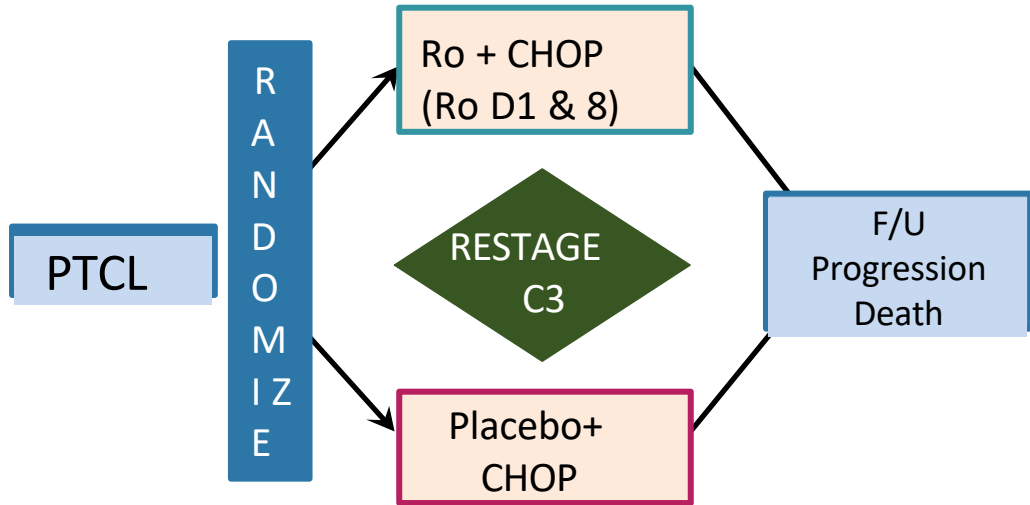 PTCL
R
A
N
D
O
M
I Z
E
Ro + CHOP
(Ro D1 & 8)
RESTAGE
C3
Placebo+
CHOP
F/U
Progression
Death